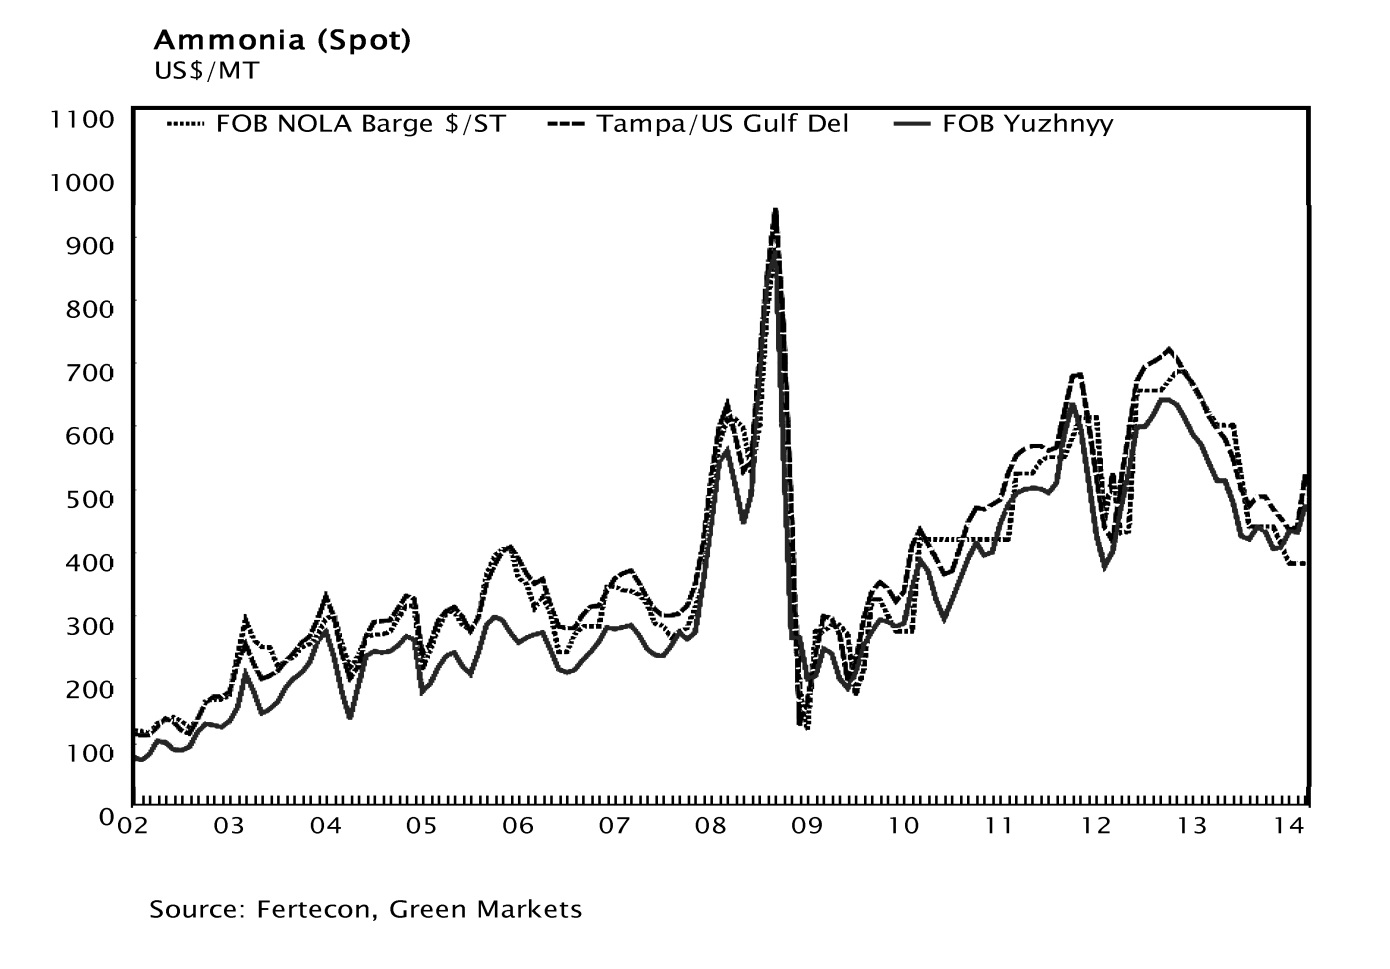 Ammonia (Spot)
US$/MT
FOB NOLA Barge $/ST Tampa/US Gulf Del FOB Yuzhnyy
1100
1000
900
800
700
600
500
400
300
200
100
0
02 03 04 05 06 07 08 09 10 11 12 13 14
Source: Fertecon, Green Markets